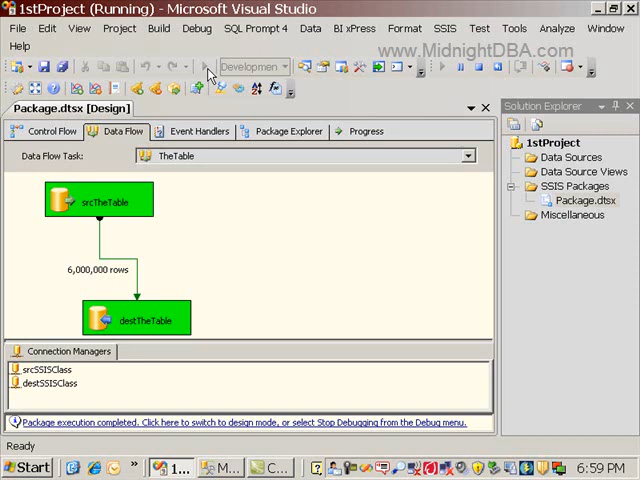 1stProject (Running) - Microsoft Visual Studio
File Edit View Project Build Debug SQL Prompt 4 Data BI xPress Format SSIS Test Tools Analyze Window
Help
www.MidnightDBA.com
Developmen
Package.dtsx [Design]
Solution Explorer
Control Flow Data Flow Event Handlers Package Explorer Progress
Data Flow Task: TheTable
1stProject
Data Sources
Data Source Views
SSIS Packages
Package.dtsx
Miscellaneous
srcTheTable
6,000,000 rows
destTheTable
Connection Managers
srcSSISClass
destSSISClass
Package execution completed. Click here to switch to design mode, or select Stop Debugging from the Debug menu.
Ready
Start » 1... M... C... 6:59 PM